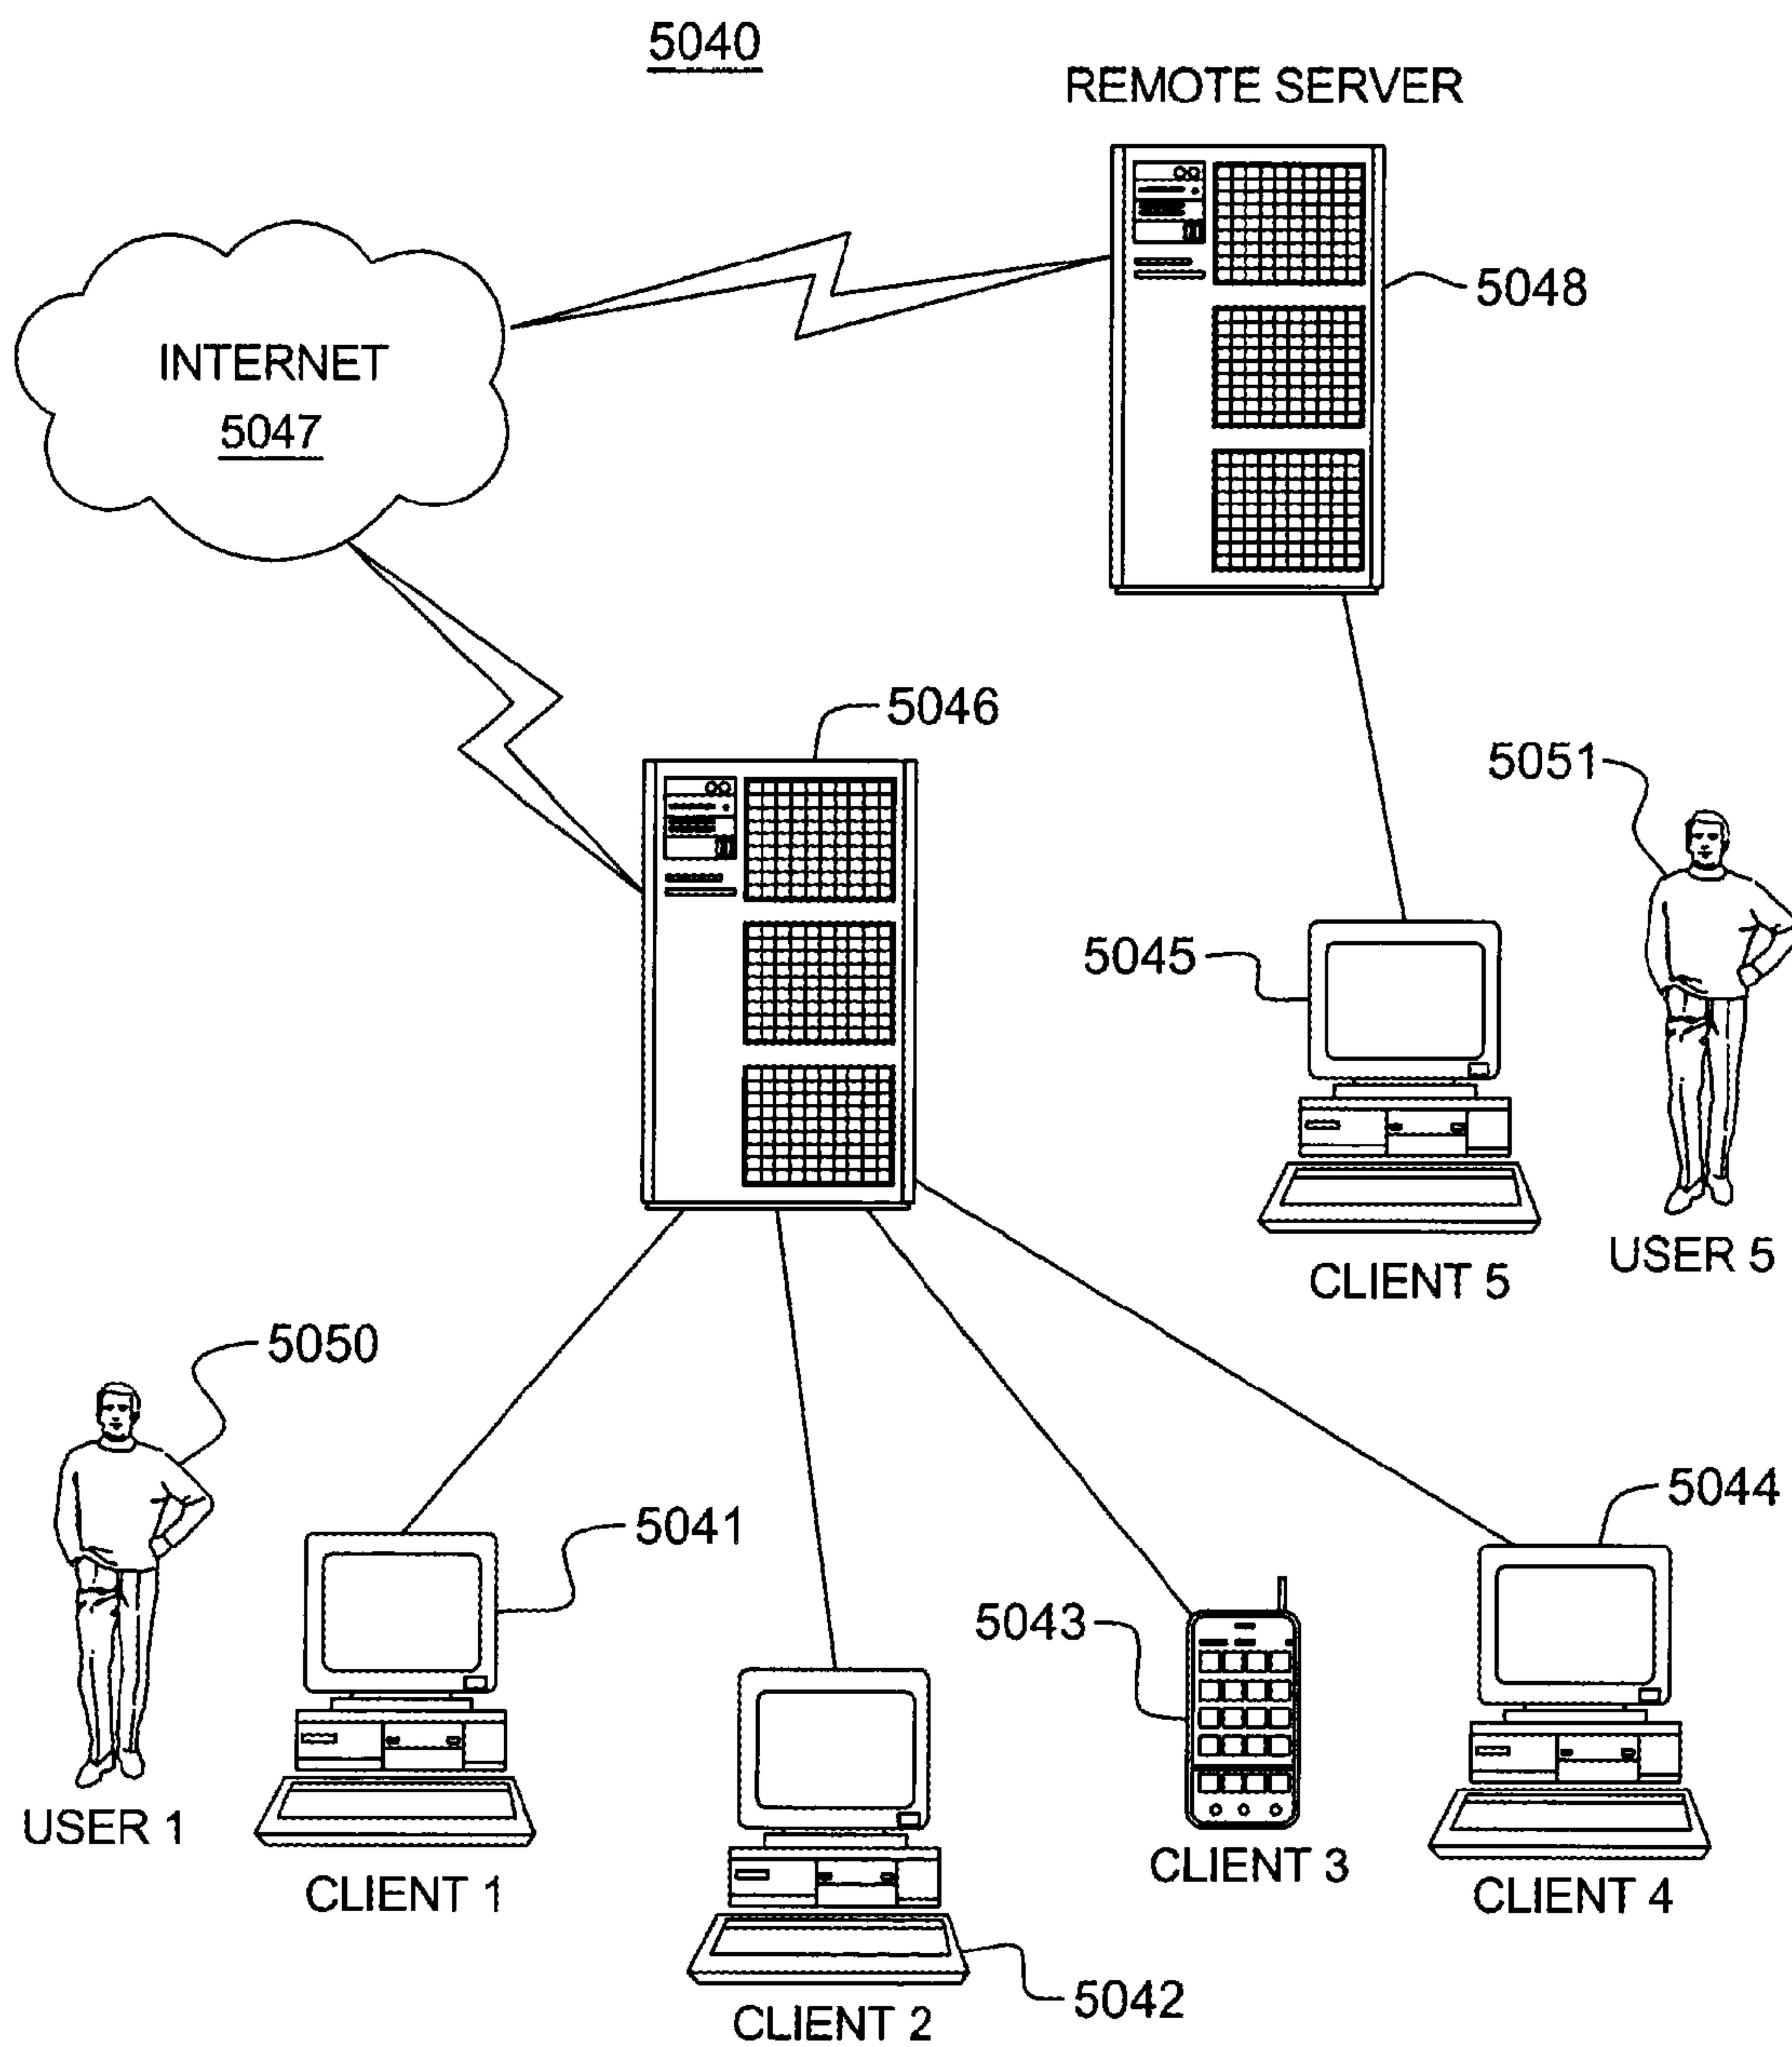 5040
REMOTE SERVER
5048
INTERNET
5047
5046
5051
5045
CLIENT 5
USER 5
5050
5041
5044
5043
USER 1
CLIENT 1
CLIENT 3
CLIENT 4
5042
CLIENT 2